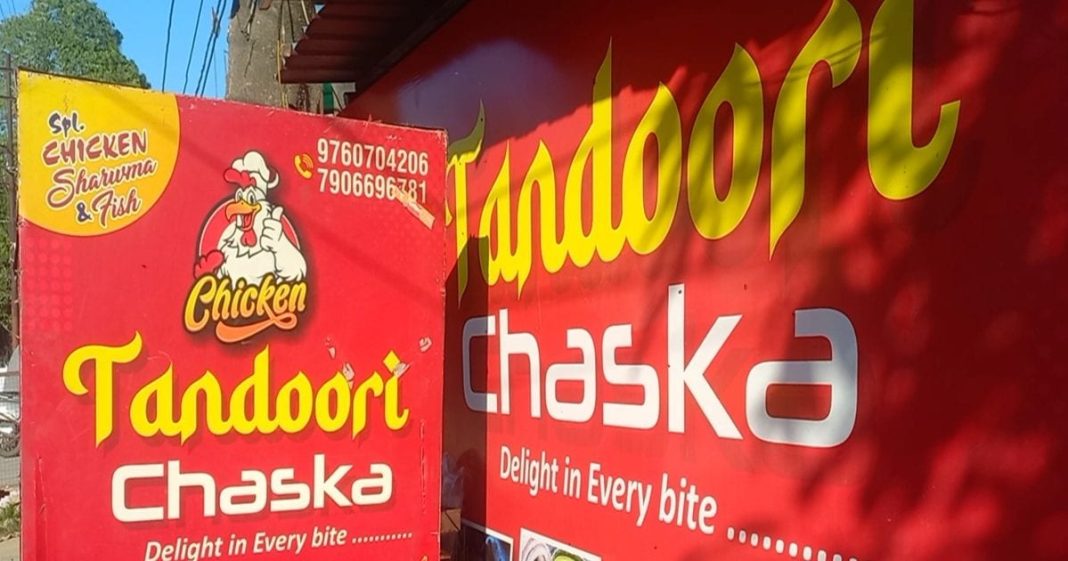 Spl.
CHICKEN
Sharwma
& Fish
9760704206
7906696781
Chicken
Tandoori
Chaska
Delight in Every bite ............
Tandoori
Chaska
Delight in Every bite ............